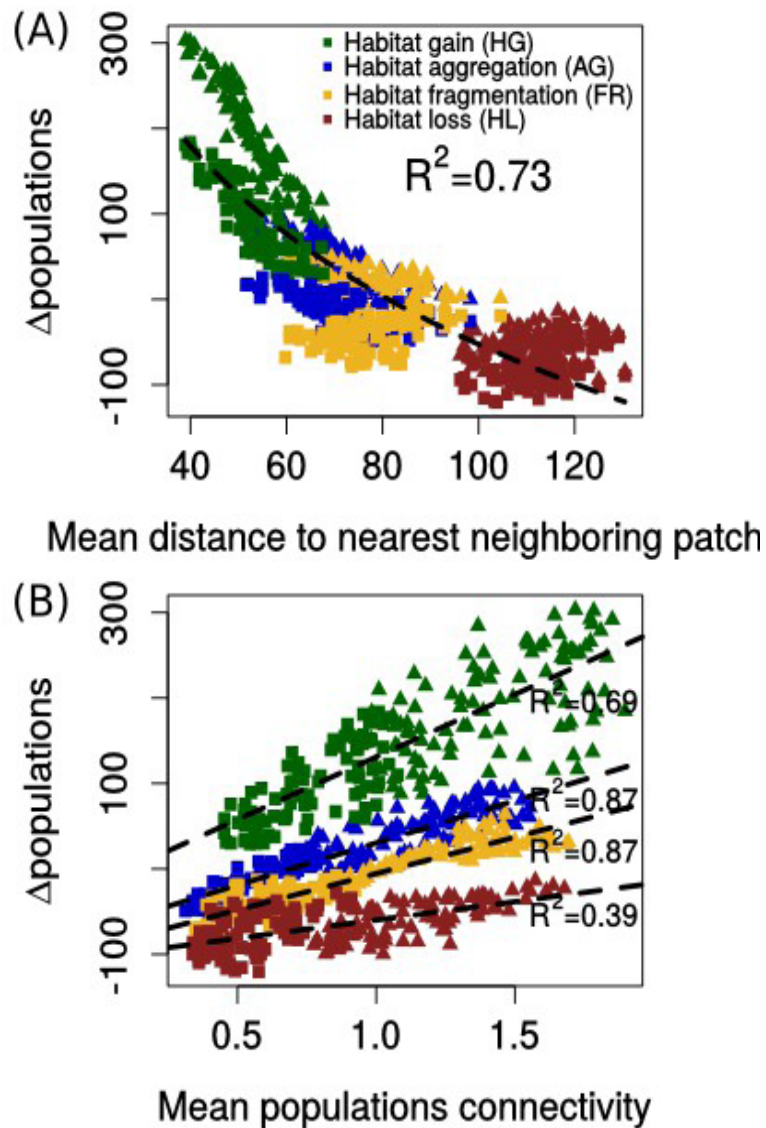 (A)
300
100
-100
Δpopulations
Habitat gain (HG)
Habitat aggregation (AG)
Habitat fragmentation (FR)
Habitat loss (HL)
R²=0.73
40 60 80 100 120
Mean distance to nearest neighboring patch
(B)
300
100
-100
Δpopulations
R²=0.69
R²=0.87
R²=0.87
R²=0.39
0.5 1.0 1.5
Mean populations connectivity